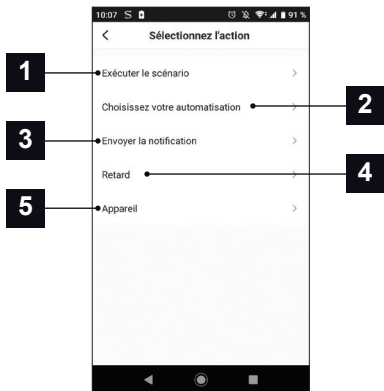 10:07 S 91 %
Sélectionnez l'action
1
Exécuter le scénario
Choisissez votre automatisation
2
3
Envoyer la notification
Retard
4
5
Appareil